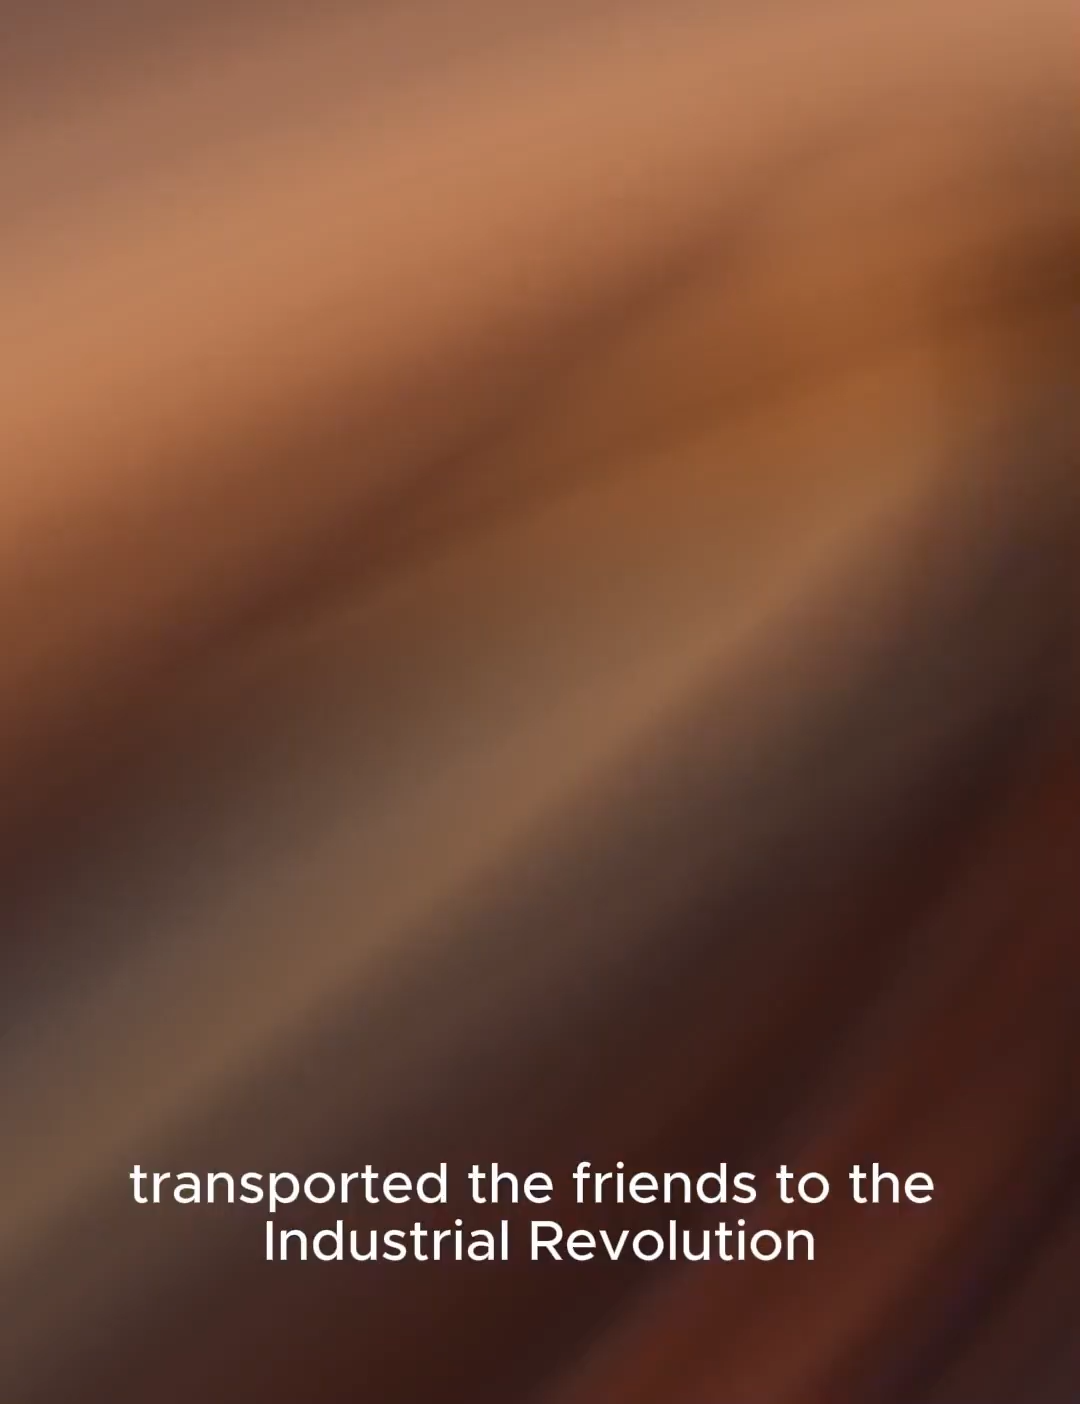 transported the friends to the
Industrial Revolution